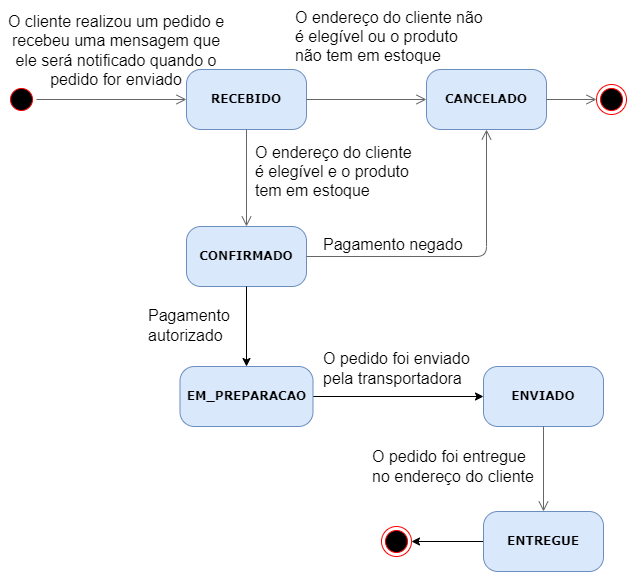 O cliente realizou um pedido e
recebeu uma mensagem que
ele será notificado quando o
pedido for enviado
O endereço do cliente não
é elegível ou o produto
não tem em estoque
RECEBIDO
CANCELADO
O endereço do cliente
é elegível e o produto
tem em estoque
CONFIRMADO
Pagamento negado
Pagamento
autorizado
O pedido foi enviado
pela transportadora
EM_PREPARACAO
ENVIADO
O pedido foi entregue
no endereço do cliente
ENTREGUE